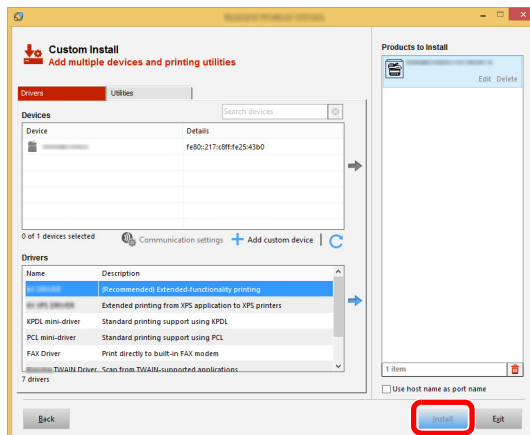 Custom Install
Add multiple devices and printing utilities
Drivers Utilities
Devices Search devices
Device Details
fe80::217:c8ff:fe25:43b0
0 of 1 devices selected Communication settings Add custom device
Drivers
Name Description
(Recommended) Extended-functionality printing
Extended printing from XPS application to XPS printers
KPDL mini-driver Standard printing support using KPDL
PCL mini-driver Standard printing support using PCL
FAX Driver Print directly to built-in FAX modem
TWAIN Driver Scan from TWAIN-supported applications
7 drivers
Products to Install
Edit Delete
1 item
Use host name as port name
Back Install Exit